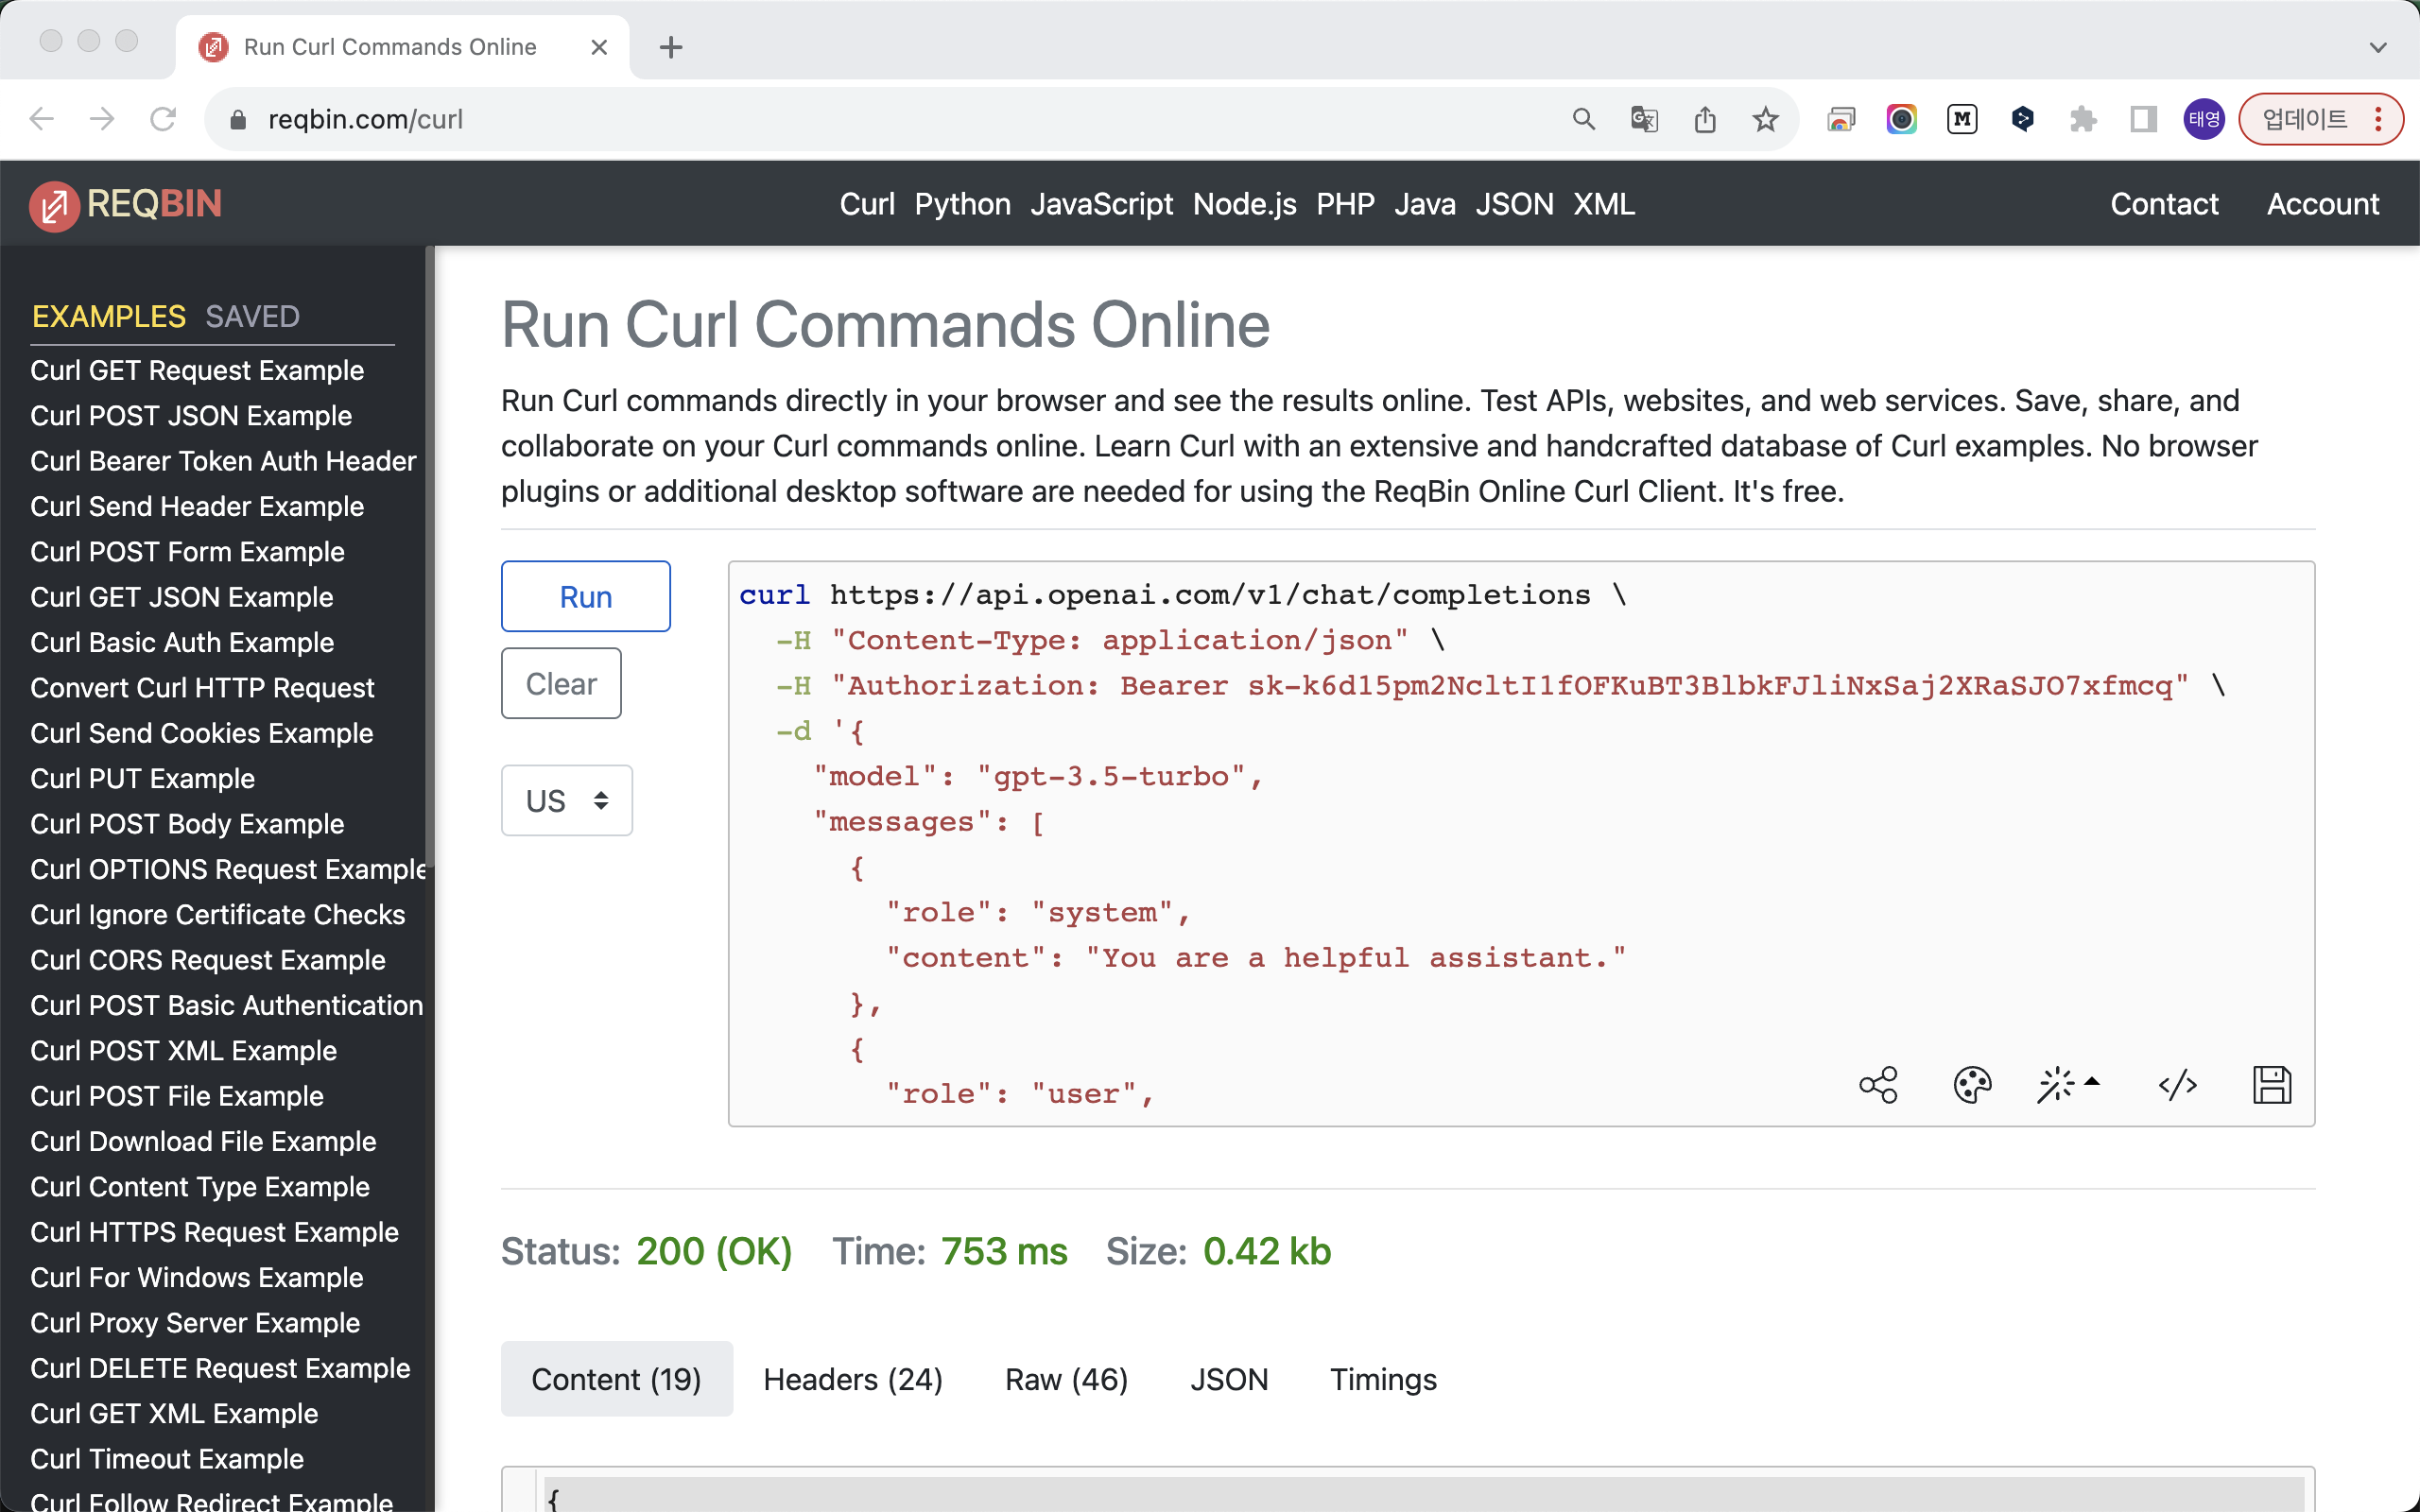 Run Curl Commands Online
reqbin.com/curl
태영
업데이트
REQBIN
Curl Python JavaScript Node.js PHP Java JSON XML
Contact Account
EXAMPLES SAVED
Curl GET Request Example
Curl POST JSON Example
Curl Bearer Token Auth Header
Curl Send Header Example
Curl POST Form Example
Curl GET JSON Example
Curl Basic Auth Example
Convert Curl HTTP Request
Curl Send Cookies Example
Curl PUT Example
Curl POST Body Example
Curl OPTIONS Request Example
Curl Ignore Certificate Checks
Curl CORS Request Example
Curl POST Basic Authentication
Curl POST XML Example
Curl POST File Example
Curl Download File Example
Curl Content Type Example
Curl HTTPS Request Example
Curl For Windows Example
Curl Proxy Server Example
Curl DELETE Request Example
Curl GET XML Example
Curl Timeout Example
Curl Follow Redirect Example
Run Curl Commands Online
Run Curl commands directly in your browser and see the results online. Test APIs, websites, and web services. Save, share, and
collaborate on your Curl commands online. Learn Curl with an extensive and handcrafted database of Curl examples. No browser
plugins or additional desktop software are needed for using the ReqBin Online Curl Client. It's free.
Run
Clear
US
curl https://api.openai.com/v1/chat/completions \
-H "Content-Type: application/json" \
-H "Authorization: Bearer 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" \
-d '{
"model": "gpt-3.5-turbo",
"messages": [
{
"role": "system",
"content": "You are a helpful assistant."
},
{
"role": "user",
Status: 200 (OK) Time: 753 ms Size: 0.42 kb
Content (19) Headers (24) Raw (46) JSON Timings
{